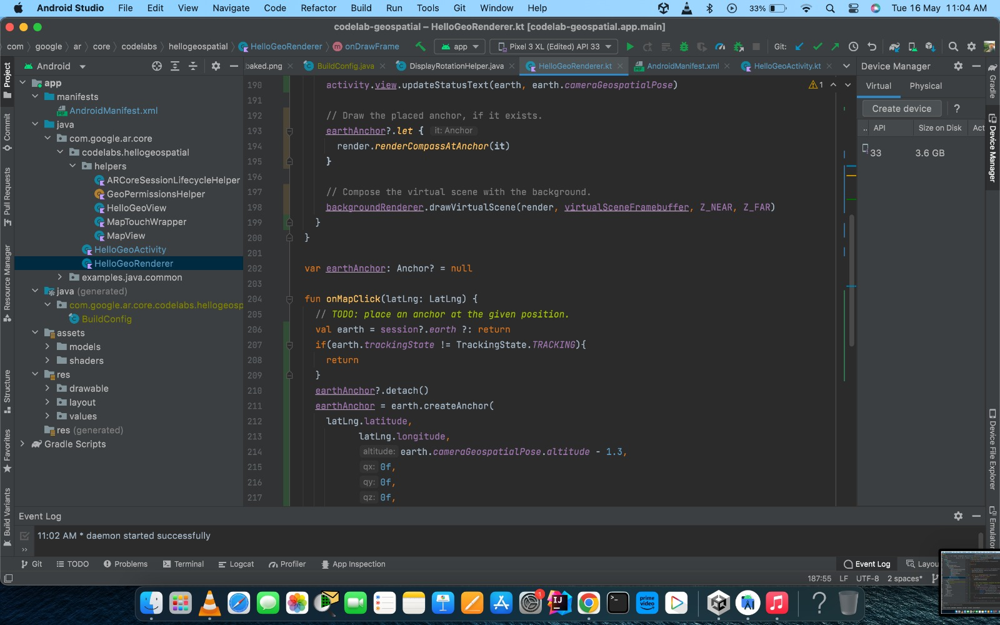 Android Studio File Edit View Navigate Code Refactor Build Run Tools Git Window Help 33% Tue 16 May 11:04 AM
codelab-geospatial – HelloGeoRenderer.kt [codelab-geospatial.app.main]
com google ar core codelabs hellogeospatial HelloGeoRenderer onDrawFrame app Pixel 3 XL (Edited) API 33 Git:
Android baked.png BuildConfig.java DisplayRotationHelper.java HelloGeoRenderer.kt AndroidManifest.xml HelloGeoActivity.kt Device Manager
Project
Commit
Pull Requests
Resource Manager
Structure
Favorites
Build Variants
app
manifests
AndroidManifest.xml
java
com.google.ar.core
codelabs.hellogeospatial
helpers
ARCoreSessionLifecycleHelper
GeoPermissionsHelper
HelloGeoView
MapTouchWrapper
MapView
HelloGeoActivity
HelloGeoRenderer
examples.java.common
java (generated)
com.google.ar.core.codelabs.hellogeosp
BuildConfig
assets
models
shaders
res
drawable
layout
values
res (generated)
Gradle Scripts
190 activity.view.updateStatusText(earth, earth.cameraGeospatialPose) 1
191
192 // Draw the placed anchor, if it exists.
193 earthAnchor?.let { it: Anchor
194 render.renderCompassAtAnchor(it)
195 }
196
197 // Compose the virtual scene with the background.
198 backgroundRenderer.drawVirtualScene(render, virtualSceneFramebuffer, Z_NEAR, Z_FAR)
199 }
200 }
201
202 var earthAnchor: Anchor? = null
203
204 fun onMapClick(latLng: LatLng) {
205 // TODO: place an anchor at the given position.
206 val earth = session?.earth ?: return
207 if(earth.trackingState != TrackingState.TRACKING){
208 return
209 }
210 earthAnchor?.detach()
211 earthAnchor = earth.createAnchor(
212 latLng.latitude,
213 latLng.longitude,
214 altitude: earth.cameraGeospatialPose.altitude - 1.3,
215 qx: 0f,
216 qy: 0f,
217 qz: 0f,
Virtual Physical
Create device ?
.. API Size on Disk Act
33 3.6 GB
Gradle
Device Manager
Device File Explorer
Emulator
Event Log
11:02 AM * daemon started successfully
»
Git TODO Problems Terminal Logcat Profiler App Inspection Event Log Layou
187:55 LF UTF-8 2 spaces*
1
IJ
prime video
?